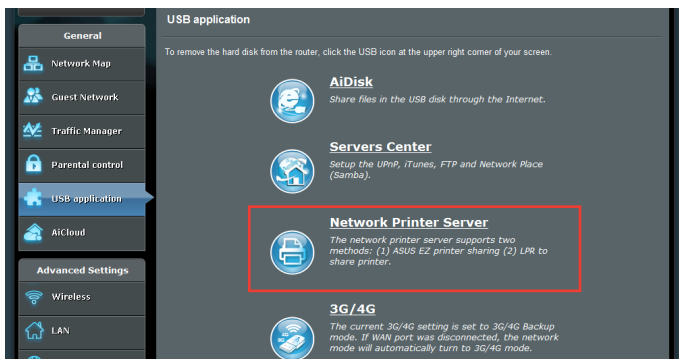 USB application
General
To remove the hard disk from the router, click the USB icon at the upper right corner of your screen.
Network Map
Guest Network
Traffic Manager
Parental control
USB application
AiCloud
Advanced Settings
Wireless
LAN
AiDisk
Share files in the USB disk through the Internet.
Servers Center
Setup the UPnP, iTunes, FTP and Network Place
(Samba).
Network Printer Server
The network printer server supports two
methods: (1) ASUS EZ printer sharing (2) LPR to
share printer.
3G/4G
The current 3G/4G setting is set to 3G/4G Backup
mode. If WAN port was disconnected, the network
mode will automatically turn to 3G/4G mode.